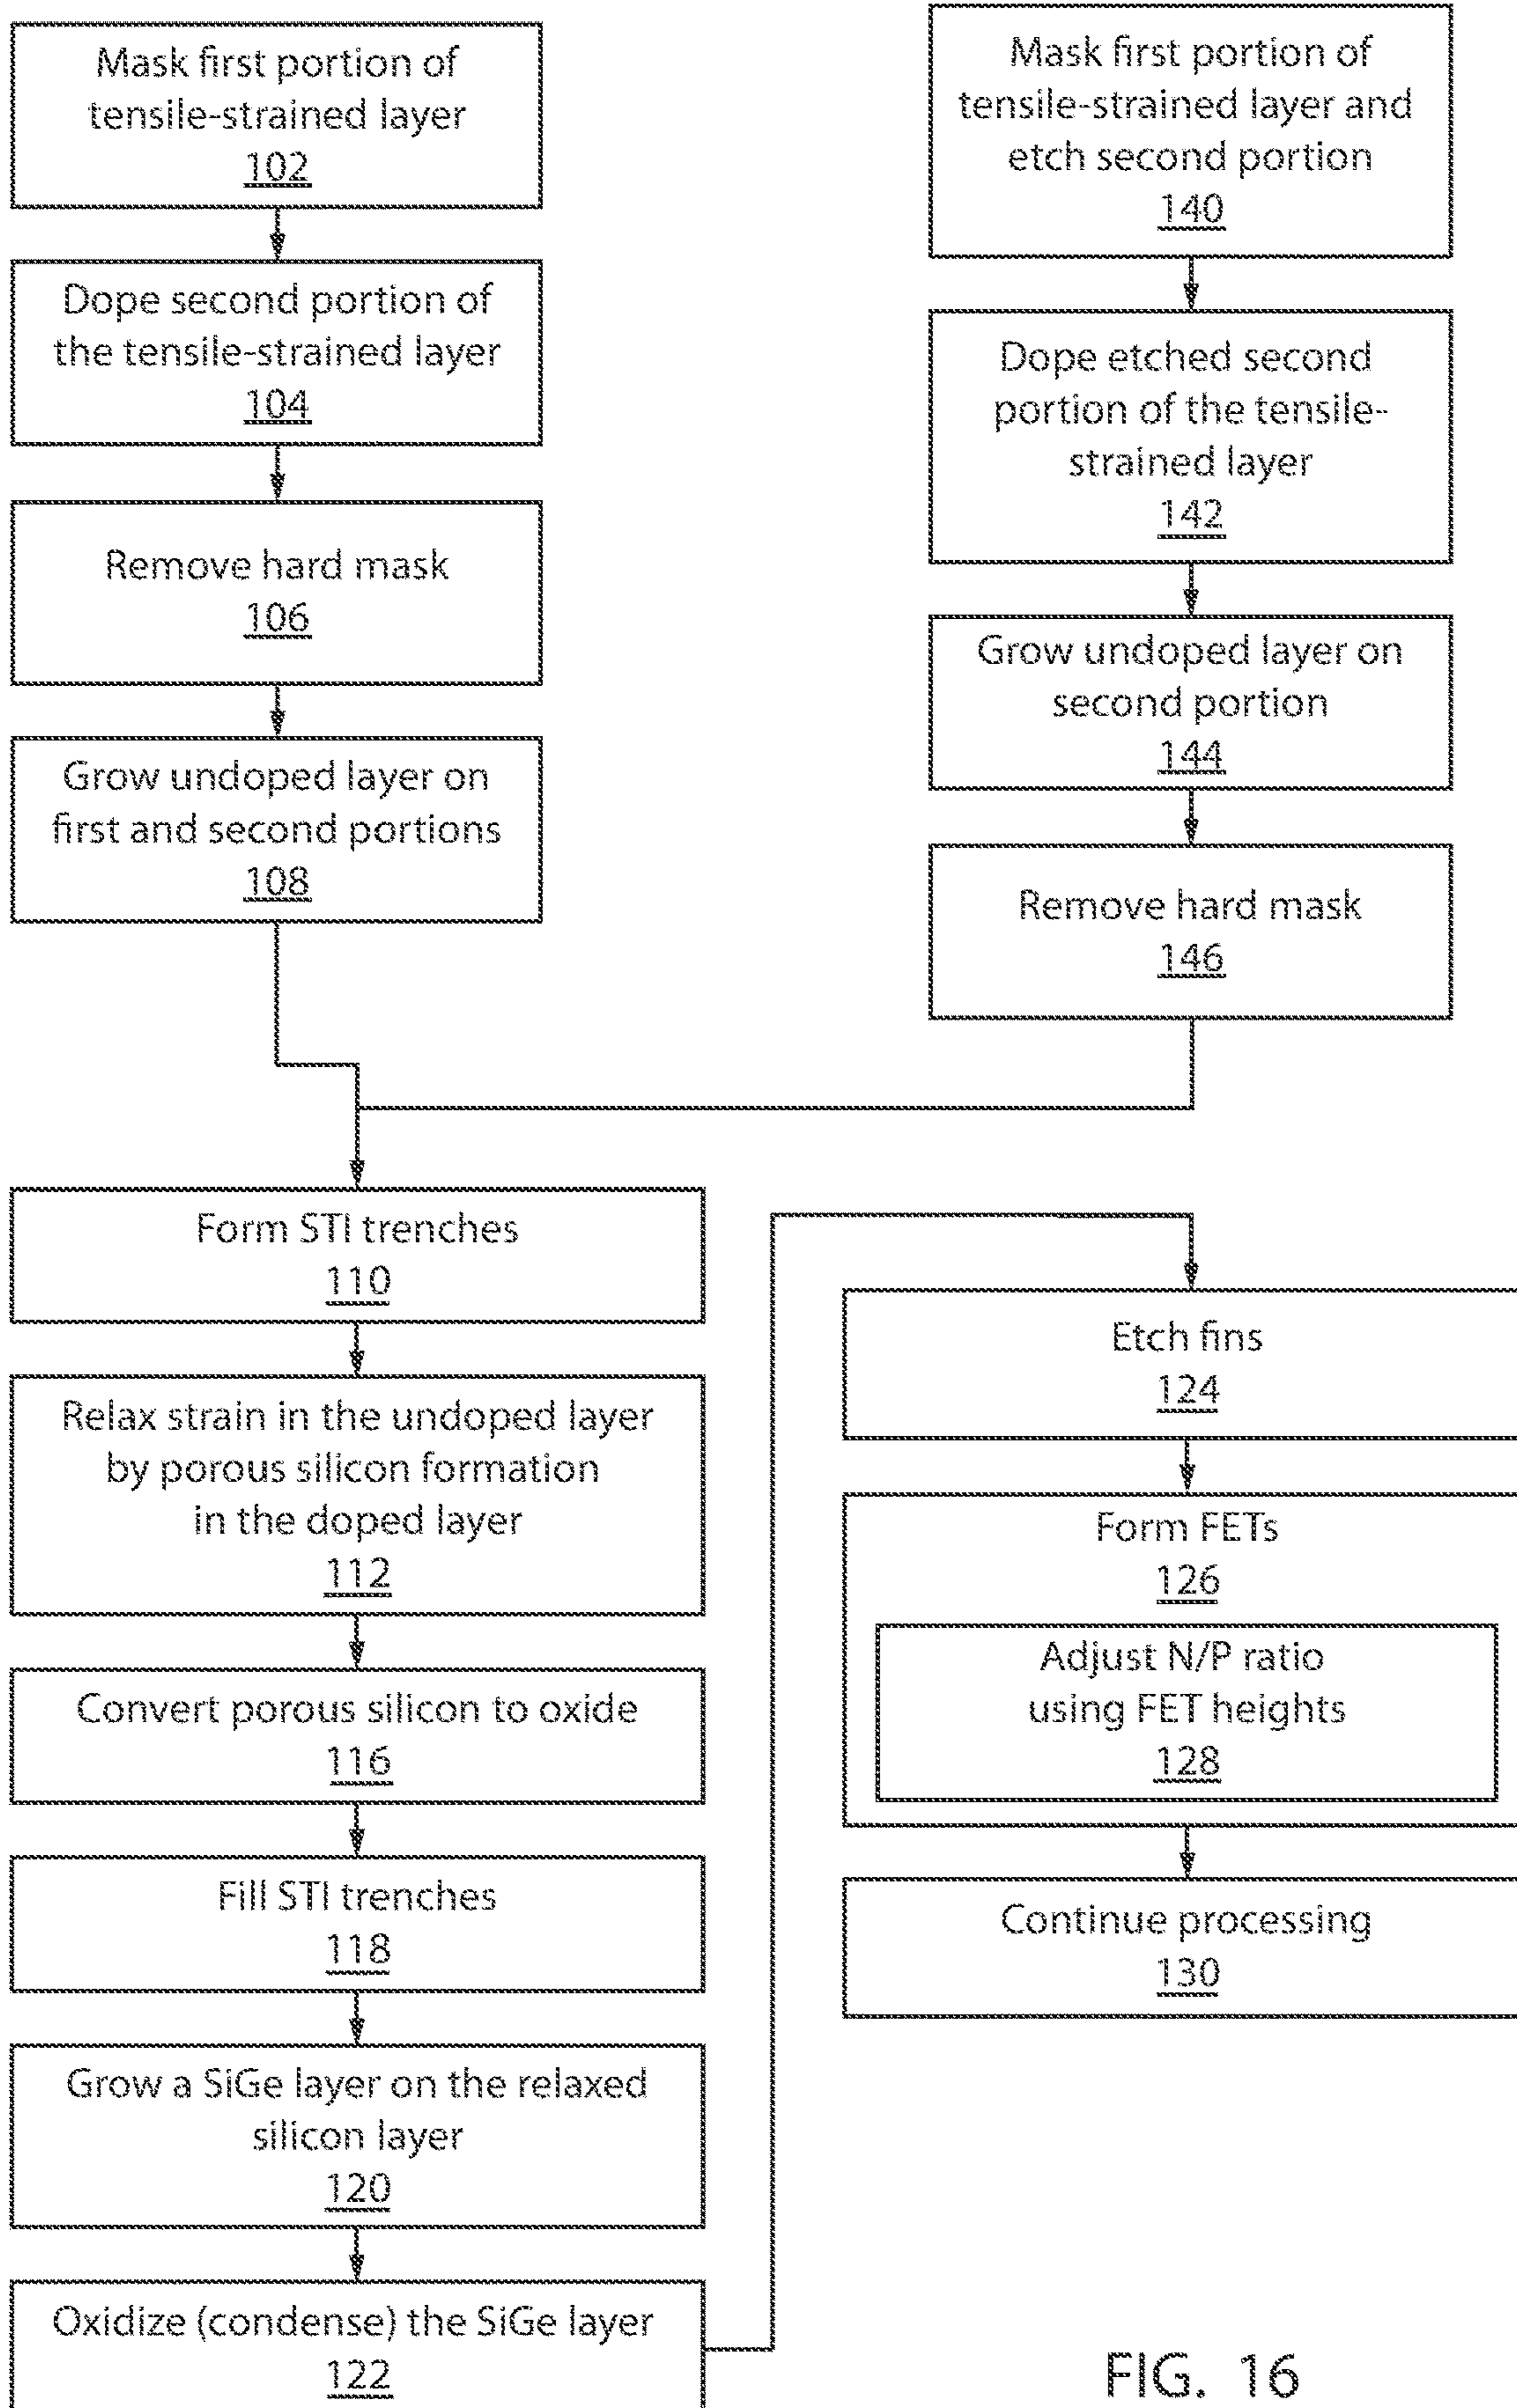 Mask first portion of
tensile-strained layer
102
Dope second portion of
the tensile-strained layer
104
Remove hard mask
106
Grow undoped layer on
first and second portions
108
Mask first portion of
tensile-strained layer and
etch second portion
140
Dope etched second
portion of the tensile-
strained layer
142
Grow undoped layer on
second portion
144
Remove hard mask
146
Form STI trenches
110
Relax strain in the undoped layer
by porous silicon formation
in the doped layer
112
Convert porous silicon to oxide
116
Fill STI trenches
118
Grow a SiGe layer on the relaxed
silicon layer
120
Oxidize (condense) the SiGe layer
122
Etch fins
124
Form FETs
126
Adjust N/P ratio
using FET heights
128
Continue processing
130
FIG. 16